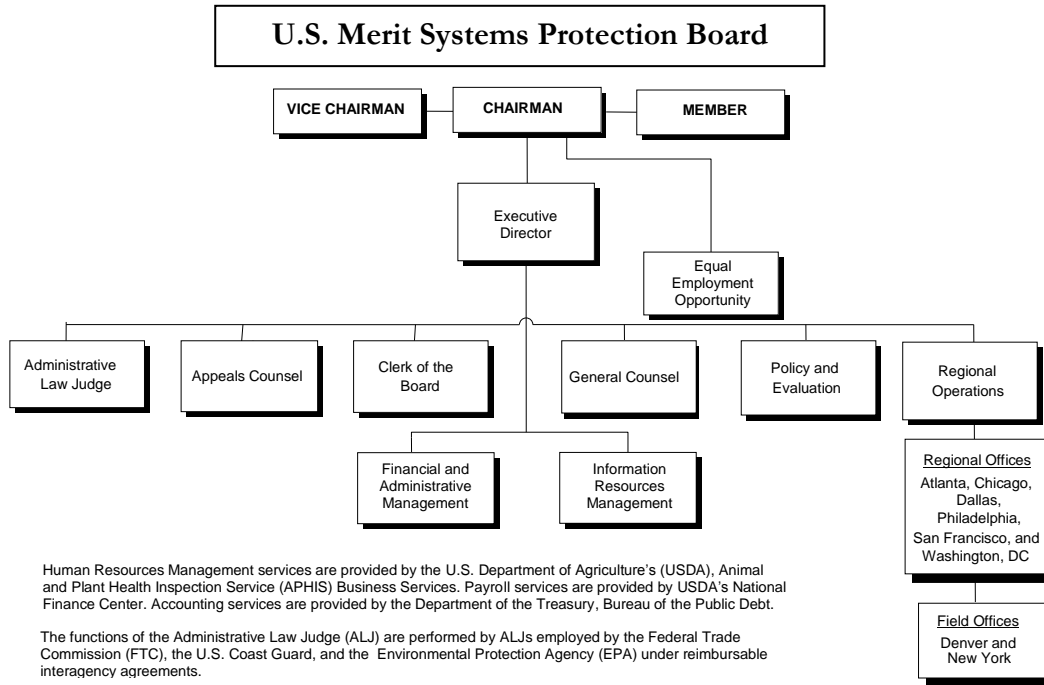 U.S. Merit Systems Protection Board
VICE CHAIRMAN
CHAIRMAN
MEMBER
Executive
Director
Equal
Employment
Opportunity
Administrative
Law Judge
Appeals Counsel
Clerk of the
Board
General Counsel
Policy and
Evaluation
Regional
Operations
Financial and
Administrative
Management
Information
Resources
Management
Regional Offices
Atlanta, Chicago,
Dallas,
Philadelphia,
San Francisco, and
Washington, DC
Field Offices
Denver and
New York
Human Resources Management services are provided by the U.S. Department of Agriculture's (USDA), Animal
and Plant Health Inspection Service (APHIS) Business Services. Payroll services are provided by USDA's National
Finance Center. Accounting services are provided by the Department of the Treasury, Bureau of the Public Debt.
The functions of the Administrative Law Judge (ALJ) are performed by ALJs employed by the Federal Trade
Commission (FTC), the U.S. Coast Guard, and the Environmental Protection Agency (EPA) under reimbursable
interagency agreements.